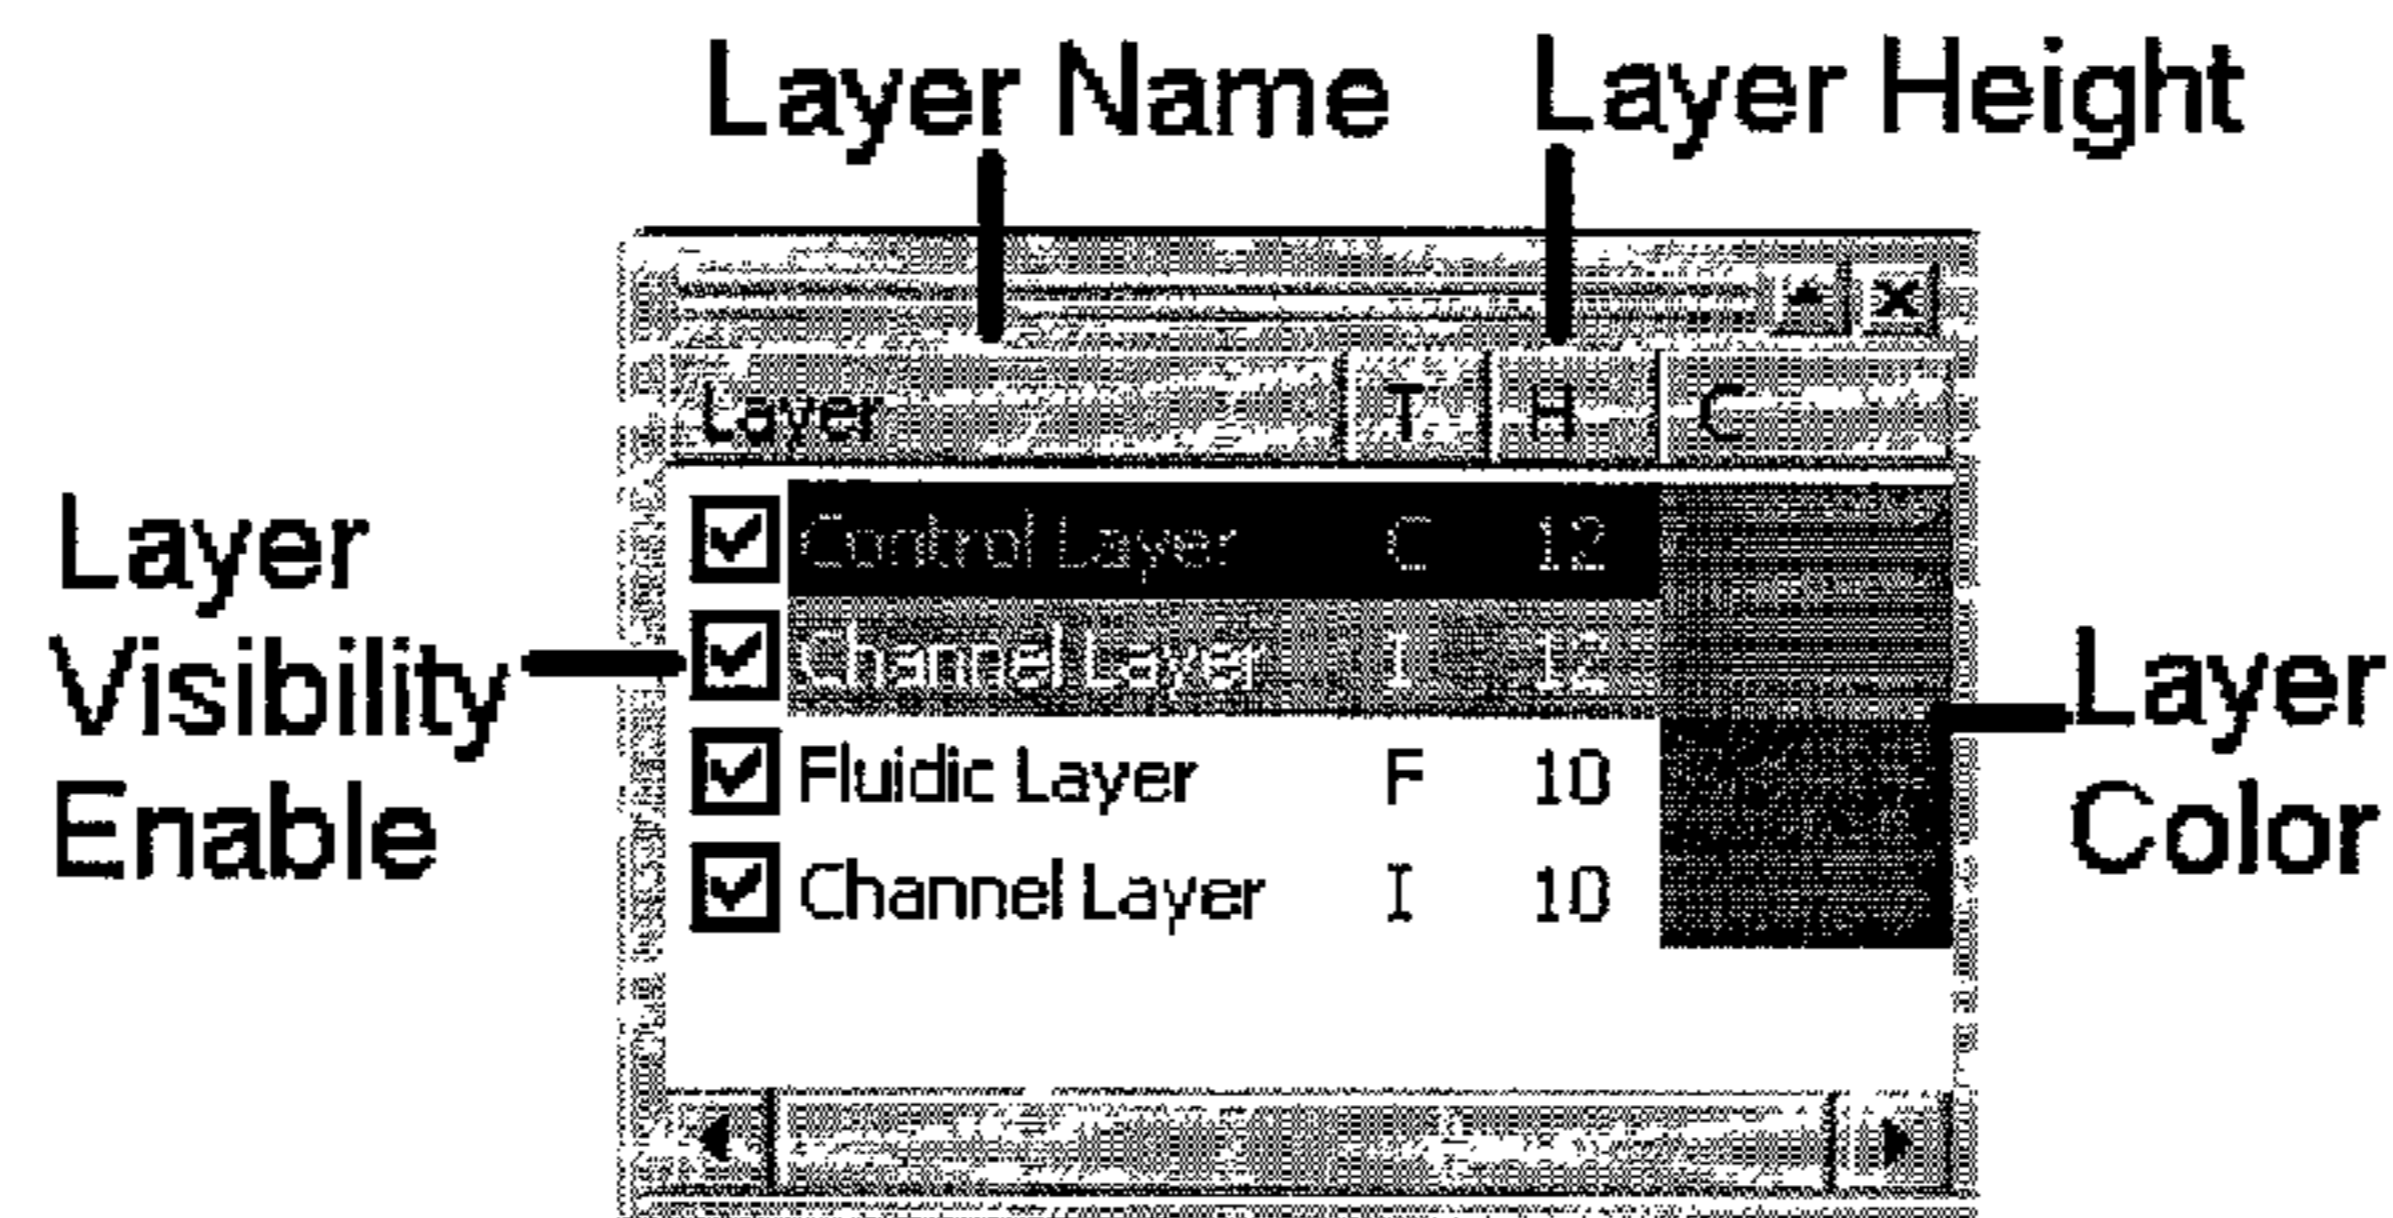 Layer Name Layer Height
Layer T H C
Control Layer C 12
Channel Layer I 12
Fluidic Layer F 10
Channel Layer I 10
Layer
Visibility
Enable
Layer
Color